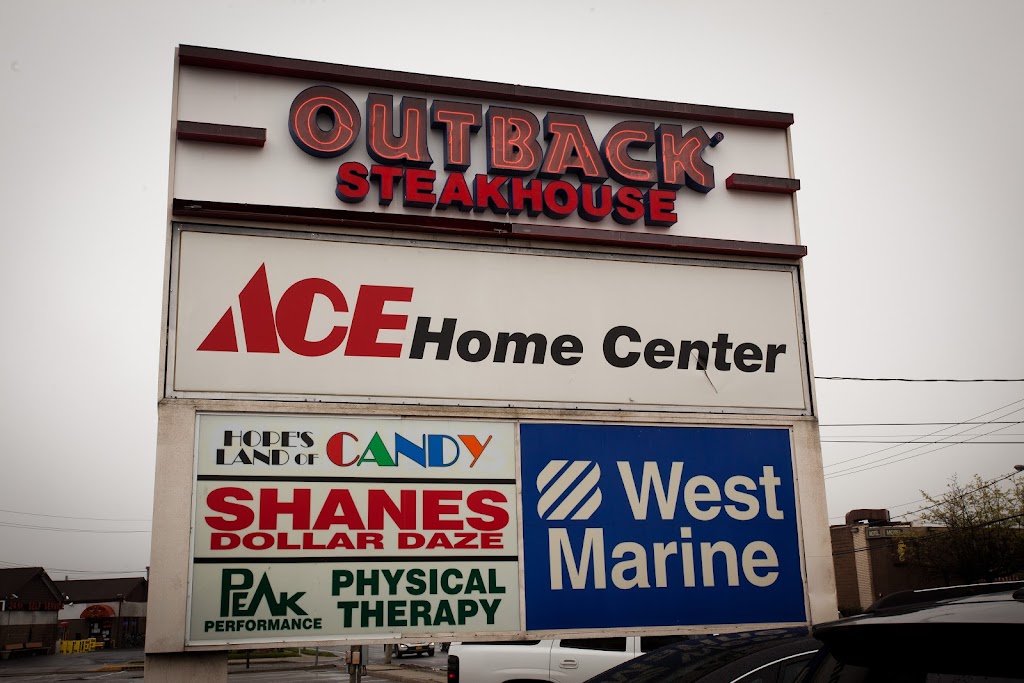 OUTBACK
STEAKHOUSE
ACE Home Center
HOPE'S
LAND OF CANDY
SHANES
DOLLAR DAZE
PEAK
PERFORMANCE
PHYSICAL
THERAPY
West
Marine